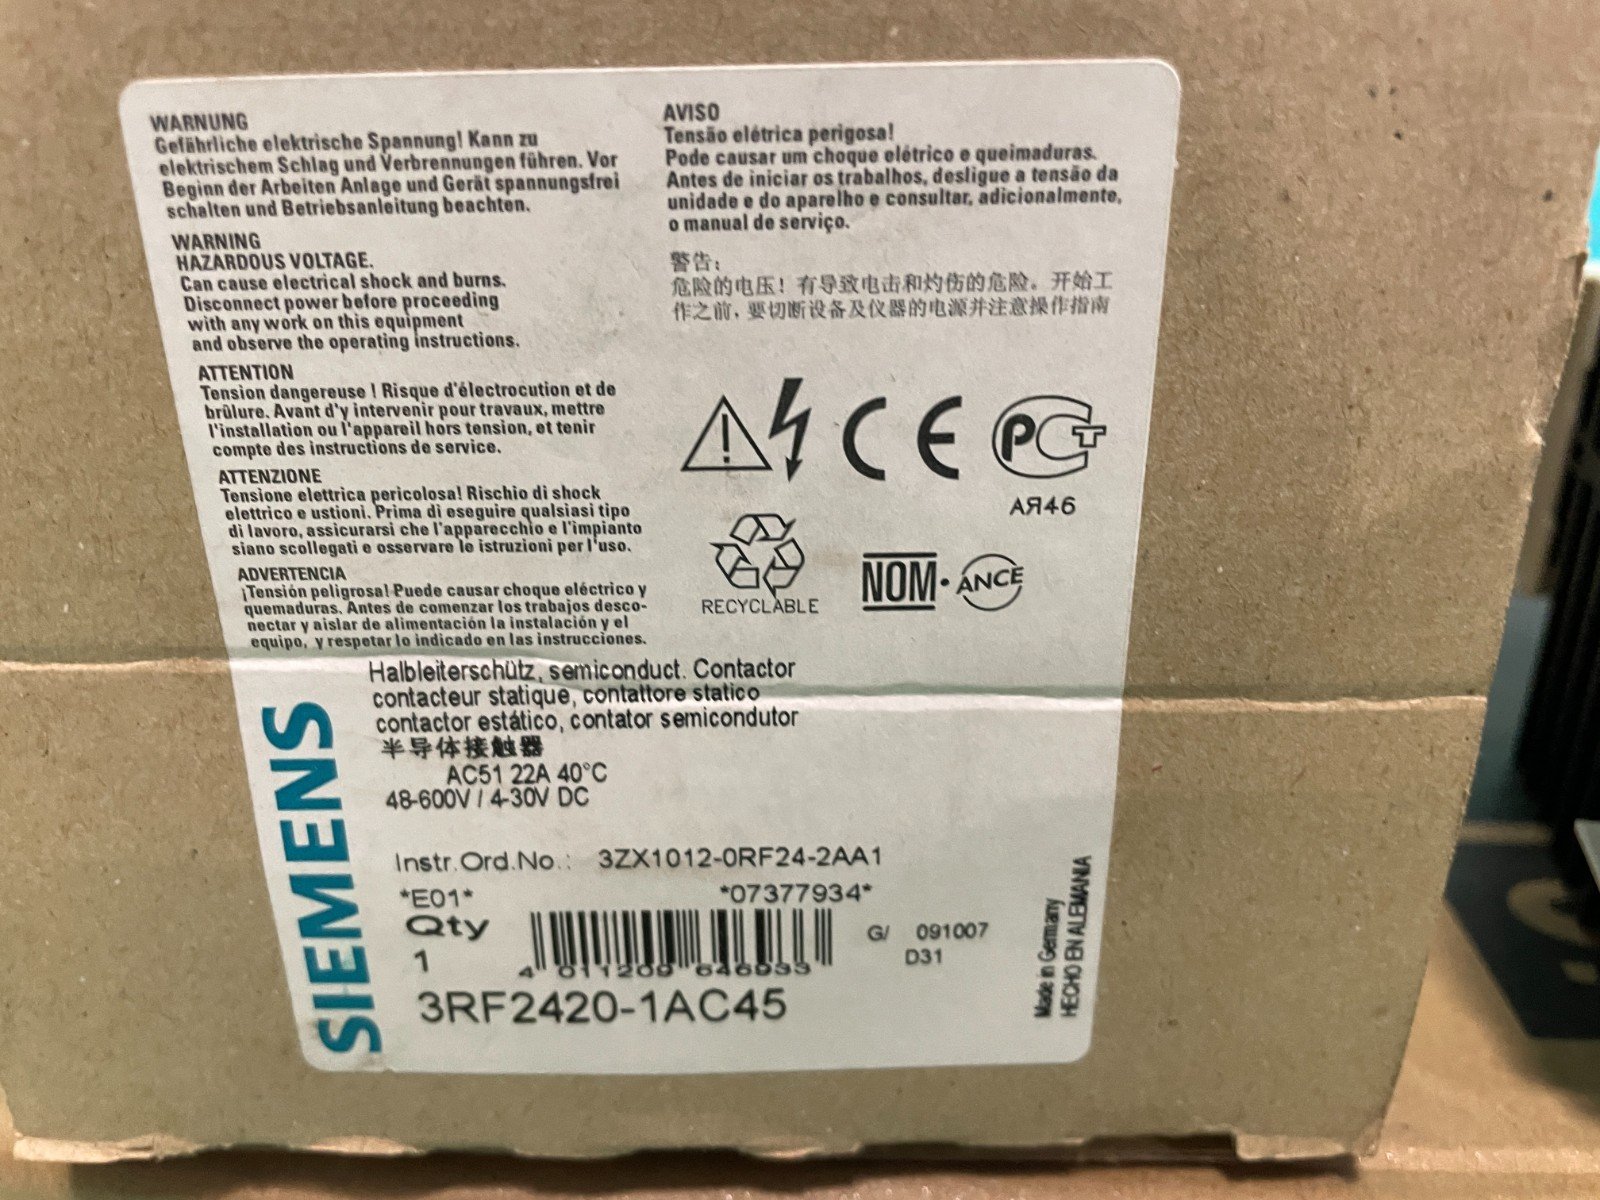 WARNUNG
Gefährliche elektrische Spannung! Kann zu
elektrischem Schlag und Verbrennungen führen. Vor
Beginn der Arbeiten Anlage und Gerät spannungsfrei
schalten und Betriebsanleitung beachten.
WARNING
HAZARDOUS VOLTAGE.
Can cause electrical shock and burns.
Disconnect power before proceeding
with any work on this equipment
and observe the operating instructions.
ATTENTION
Tension dangereuse ! Risque d'électrocution et de
brûlure. Avant d'y intervenir pour travaux, mettre
l'installation ou l'appareil hors tension, et tenir
compte des instructions de service.
ATTENZIONE
Tensione elettrica pericolosa! Rischio di shock
elettrico e ustioni. Prima di eseguire qualsiasi tipo
di lavoro, assicurarsi che l'apparecchio e l'impianto
siano scollegati e osservare le istruzioni per l'uso.
ADVERTENCIA
¡Tensión peligrosa! Puede causar choque eléctrico y
quemaduras. Antes de comenzar los trabajos desco-
nectar y aislar de alimentación la instalación y el
equipo, y respetar lo indicado en las instrucciones.
AVISO
Tensão elétrica perigosa!
Pode causar um choque elétrico e queimaduras.
Antes de iniciar os trabalhos, desligue a tensão da
unidade e do aparelho e consultar, adicionalmente,
o manual de serviço.
警告:
危险的电压! 有导致电击和灼伤的危险。开始工
作之前, 要切断设备及仪器的电源并注意操作指南
CE
РСТ
АЯ46
RECYCLABLE
NOM·ANCE
SIEMENS
Halbleiterschütz, semiconduct. Contactor
contacteur statique, contattore statico
contactor estático, contator semicondutor
半导体接触器
AC51 22A 40°C
48-600V / 4-30V DC
Instr.Ord.No.: 3ZX1012-0RF24-2AA1
*E01* *07377934*
Qty
1
4 011209 646933
G/ 091007
D31
3RF2420-1AC45
Made in Germany
HECHO EN ALEMANIA